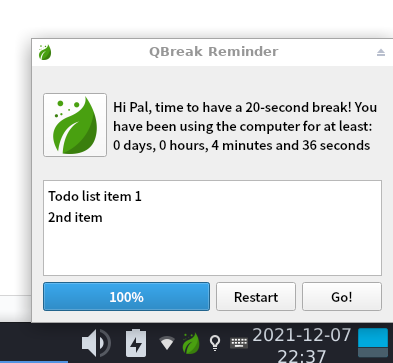 QBreak Reminder
Hi Pal, time to have a 20-second break! You
have been using the computer for at least:
0 days, 0 hours, 4 minutes and 36 seconds
Todo list item 1
2nd item
100%
Restart
Go!
2021-12-07
22:37